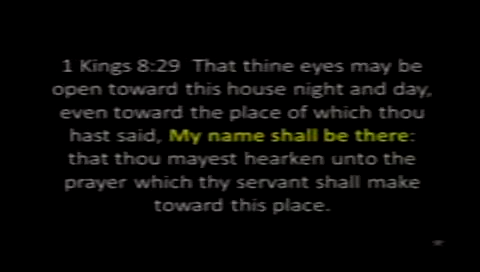 1 Kings 8:29  That thine eyes may be
open toward this house night and day,
even toward the place of which thou
hast said, My name shall be there:
that thou mayest hearken unto the
prayer which thy servant shall make
toward this place.